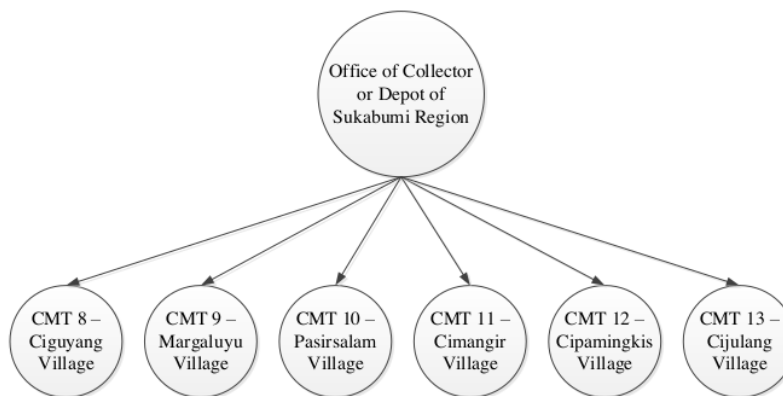 Office of Collector
or Depot of
Sukabumi Region
CMT 8 –
Ciguyang
Village
CMT 9 –
Margaluyu
Village
CMT 10 –
Pasirsalam
Village
CMT 11 –
Cimangir
Village
CMT 12 –
Cipamingkis
Village
CMT 13 –
Cijulang
Village